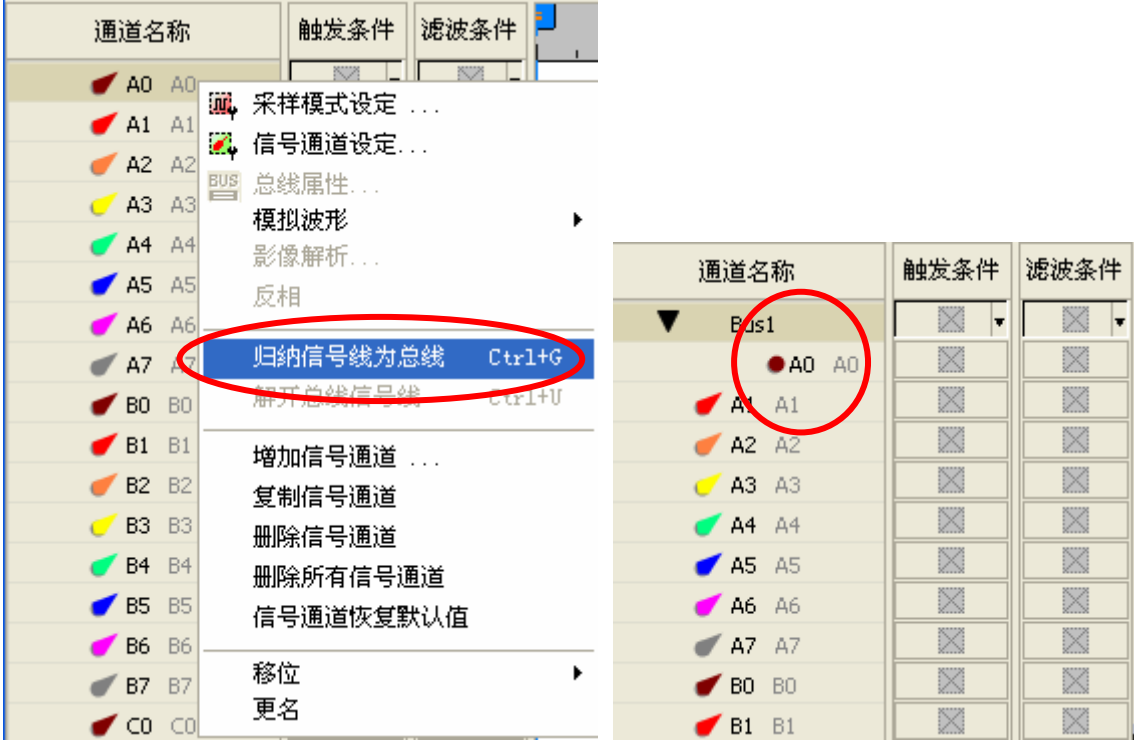 通道名称 触发条件 滤波条件
A0 A0
A1 A1
A2 A2
A3 A3
A4 A4
A5 A5
A6 A6
A7 A7
B0 B0
B1 B1
B2 B2
B3 B3
B4 B4
B5 B5
B6 B6
B7 B7
C0 C0
采样模式设定 ...
信号通道设定...
BUS 总线属性...
模拟波形
影像解析...
反相
归纳信号线为总线 Ctrl+G
解开总线信号线 Ctrl+U
增加信号通道 ...
复制信号通道
删除信号通道
删除所有信号通道
信号通道恢复默认值
移位
更名
通道名称 触发条件 滤波条件
Bus1
A0 A0
A1 A1
A2 A2
A3 A3
A4 A4
A5 A5
A6 A6
A7 A7
B0 B0
B1 B1